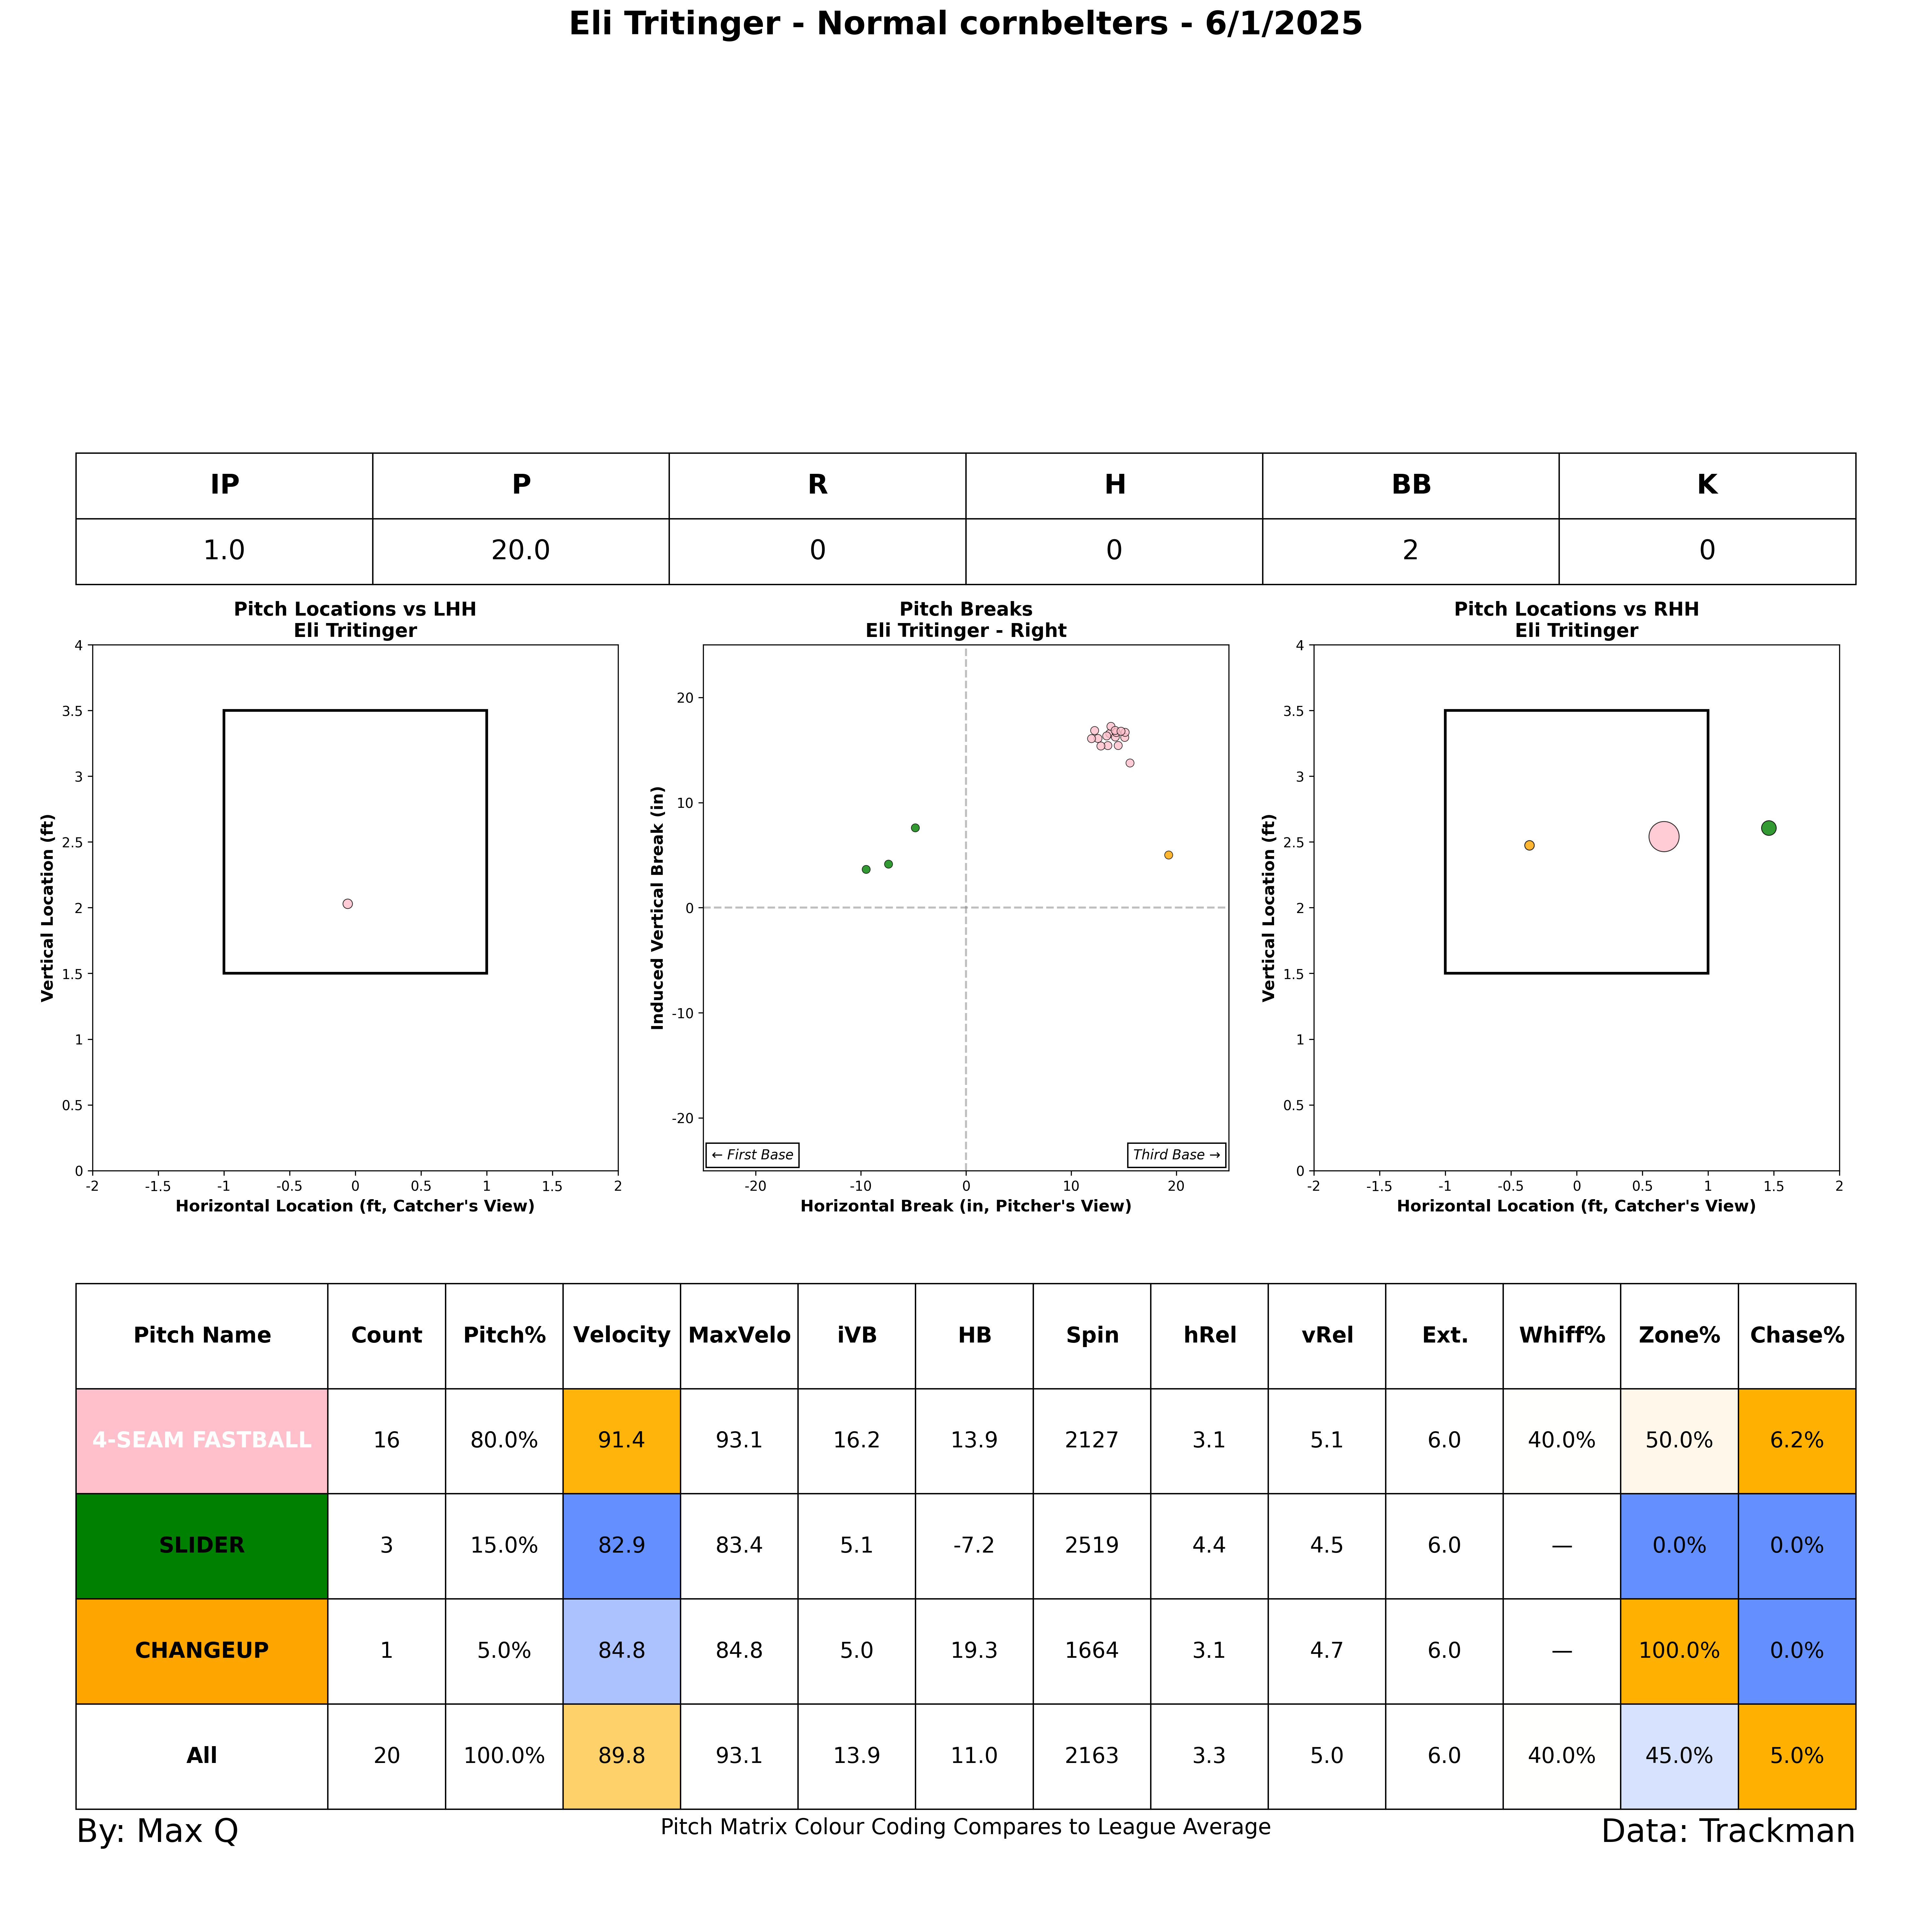 Eli Tritinger - Normal cornbelters - 6/1/2025
IP P R H BB K
1.0 20.0 0 0 2 0
Pitch Locations vs LHH
Eli Tritinger
4
3.5
3
2.5
2
1.5
1
0.5
0
-2 -1.5 -1 -0.5 0 0.5 1 1.5 2
Vertical Location (ft)
Horizontal Location (ft, Catcher's View)
Pitch Breaks
Eli Tritinger - Right
20
10
0
-10
-20
← First Base
Third Base →
-20 -10 0 10 20
Induced Vertical Break (in)
Horizontal Break (in, Pitcher's View)
Pitch Locations vs RHH
Eli Tritinger
4
3.5
3
2.5
2
1.5
1
0.5
0
-2 -1.5 -1 -0.5 0 0.5 1 1.5 2
Vertical Location (ft)
Horizontal Location (ft, Catcher's View)
Pitch Name Count Pitch% Velocity MaxVelo iVB HB Spin hRel vRel Ext. Whiff% Zone% Chase%
4-SEAM FASTBALL 16 80.0% 91.4 93.1 16.2 13.9 2127 3.1 5.1 6.0 40.0% 50.0% 6.2%
SLIDER 3 15.0% 82.9 83.4 5.1 -7.2 2519 4.4 4.5 6.0 — 0.0% 0.0%
CHANGEUP 1 5.0% 84.8 84.8 5.0 19.3 1664 3.1 4.7 6.0 — 100.0% 0.0%
All 20 100.0% 89.8 93.1 13.9 11.0 2163 3.3 5.0 6.0 40.0% 45.0% 5.0%
By: Max Q
Pitch Matrix Colour Coding Compares to League Average
Data: Trackman